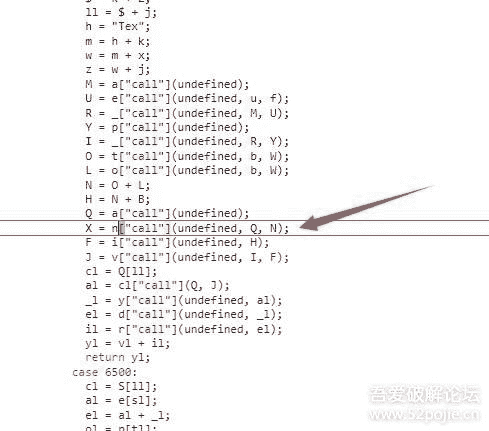 ll = $ + j;
h = "Tex";
m = h + k;
w = m + x;
z = w + j;
M = a["call"](undefined);
U = e["call"](undefined, u, f);
R = _["call"](undefined, M, U);
Y = p["call"](undefined);
I = _["call"](undefined, R, Y);
O = t["call"](undefined, b, W);
L = o["call"](undefined, b, W);
N = O + L;
H = N + B;
Q = a["call"](undefined);
X = n["call"](undefined, Q, N);
F = i["call"](undefined, H);
J = v["call"](undefined, I, F);
cl = Q[ll];
al = cl["call"](Q, J);
_l = y["call"](undefined, al);
el = d["call"](undefined, _l);
il = r["call"](undefined, el);
yl = vl + il;
return yl;
case 6500:
cl = S[ll];
al = e[sl];
el = al + _l;
吾爱破解论坛
www.52pojie.cn